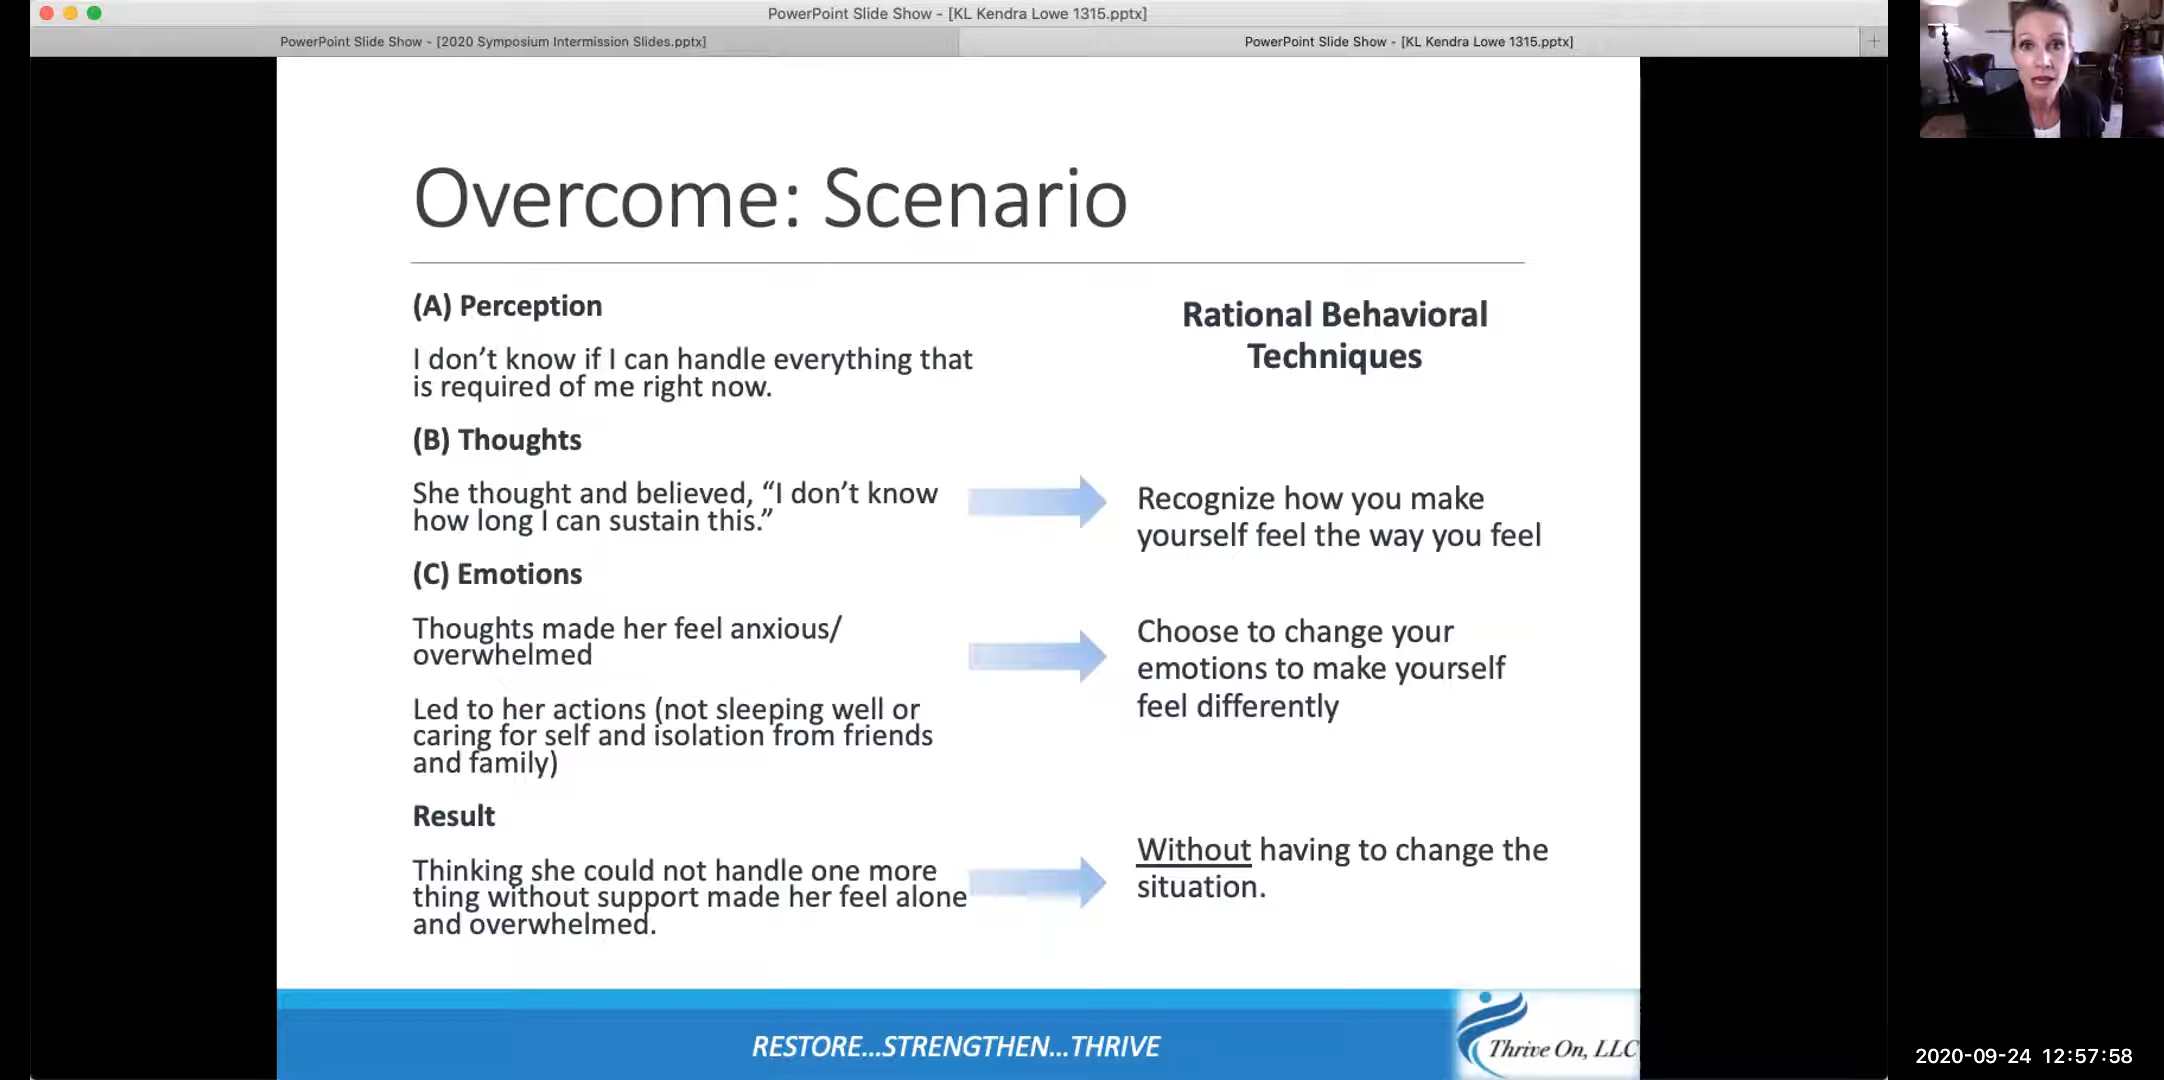 PowerPoint Slide Show - [KL Kendra Lowe 1315.pptx]
PowerPoint Slide Show - [2020 Symposium Intermission Slides.pptx]
PowerPoint Slide Show - [KL Kendra Lowe 1315.pptx]
Overcome: Scenario
(A) Perception
I don’t know if I can handle everything that
is required of me right now.
(B) Thoughts
She thought and believed, “I don’t know
how long I can sustain this.”
(C) Emotions
Thoughts made her feel anxious/
overwhelmed
Led to her actions (not sleeping well or
caring for self and isolation from friends
and family)
Result
Thinking she could not handle one more
thing without support made her feel alone
and overwhelmed.
Rational Behavioral
Techniques
Recognize how you make
yourself feel the way you feel
Choose to change your
emotions to make yourself
feel differently
Without having to change the
situation.
RESTORE...STRENGTHEN...THRIVE
Thrive On, LLC
2020-09-24 12:57:58